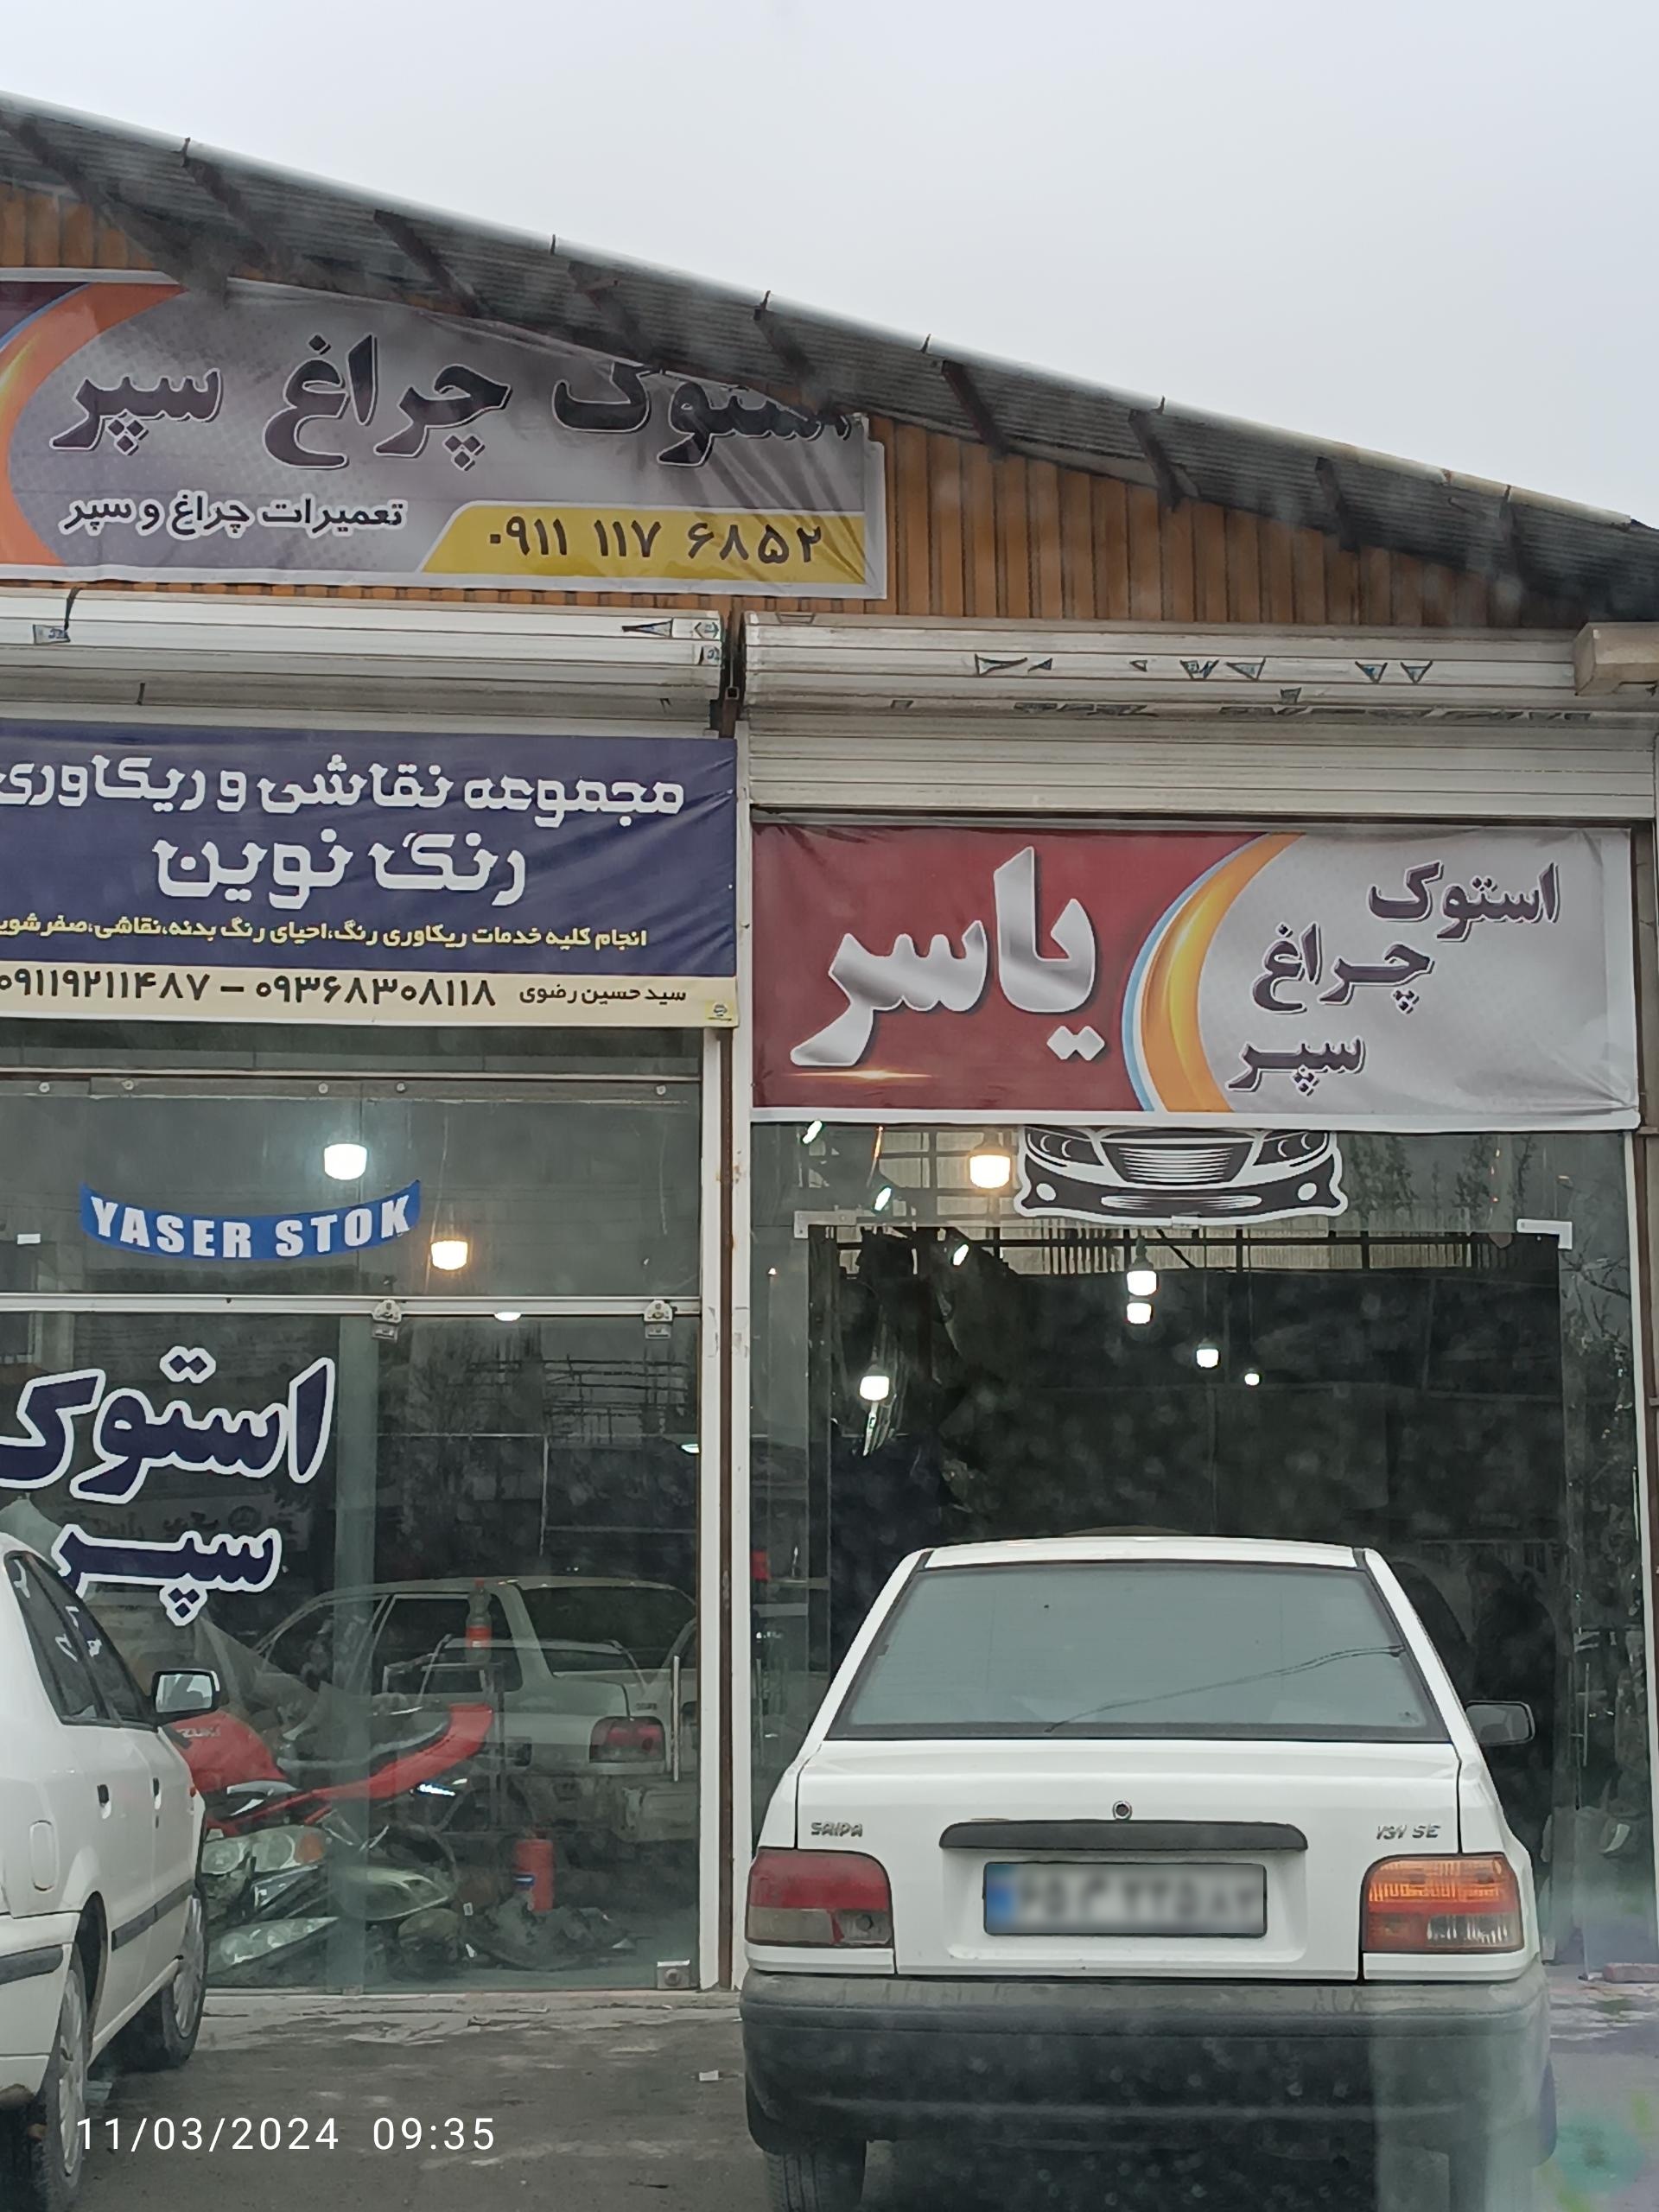 استوک چراغ سپر
تعمیرات چراغ و سپر
۰۹۱۱ ۱۱۷ ۶۸۵۲
مجموعه نقاشی و ریکاوری
رنگ نوین
انجام کلیه خدمات ریکاوری رنگ،احیای رنگ بدنه،نقاشی،صفرشویی
سید حسین رضوی ۰۹۳۶۸۳۰۸۱۱۸ – ۰۹۱۱۹۲۱۱۴۸۷
استوک
چراغ
سپر
یاسر
YASER STOK
استوک
سپر
SAIPA
131 SE
11/03/2024 09:35